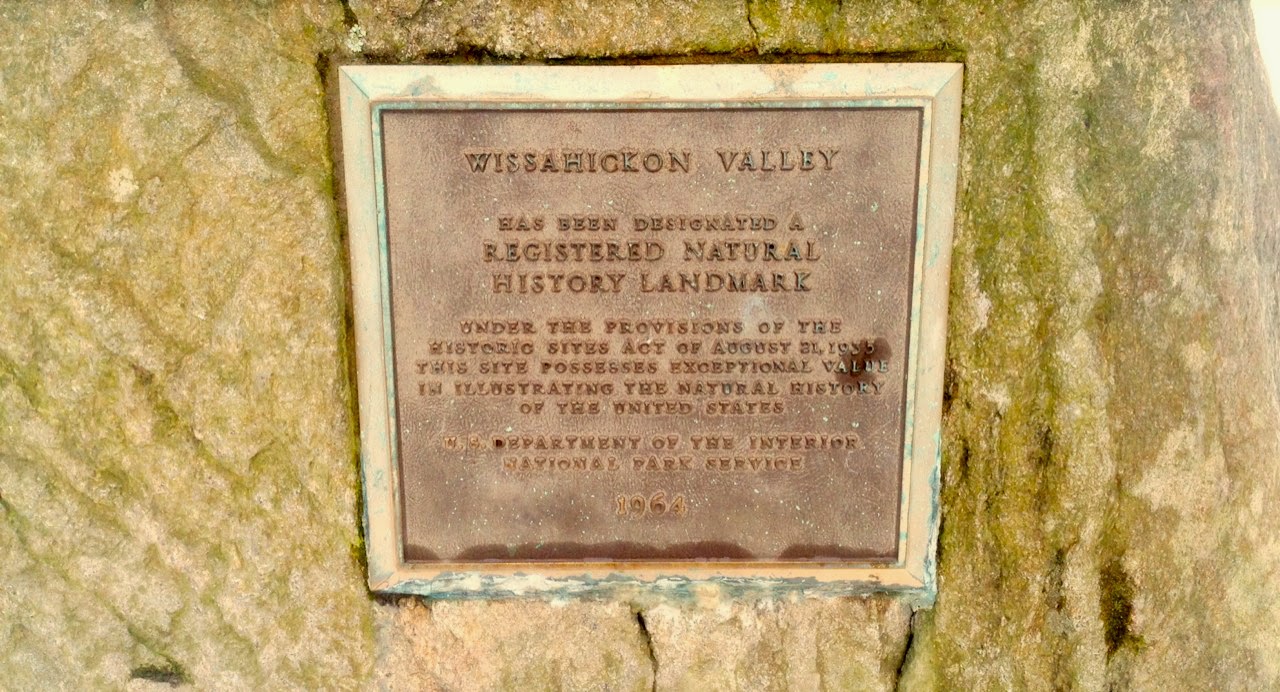 WISSAHICKON VALLEY
HAS BEEN DESIGNATED A
REGISTERED NATURAL
HISTORY LANDMARK
UNDER THE PROVISIONS OF THE
HISTORIC SITES ACT OF AUGUST 21, 1935
THIS SITE POSSESSES EXCEPTIONAL VALUE
IN ILLUSTRATING THE NATURAL HISTORY
OF THE UNITED STATES
U.S. DEPARTMENT OF THE INTERIOR
NATIONAL PARK SERVICE
1964